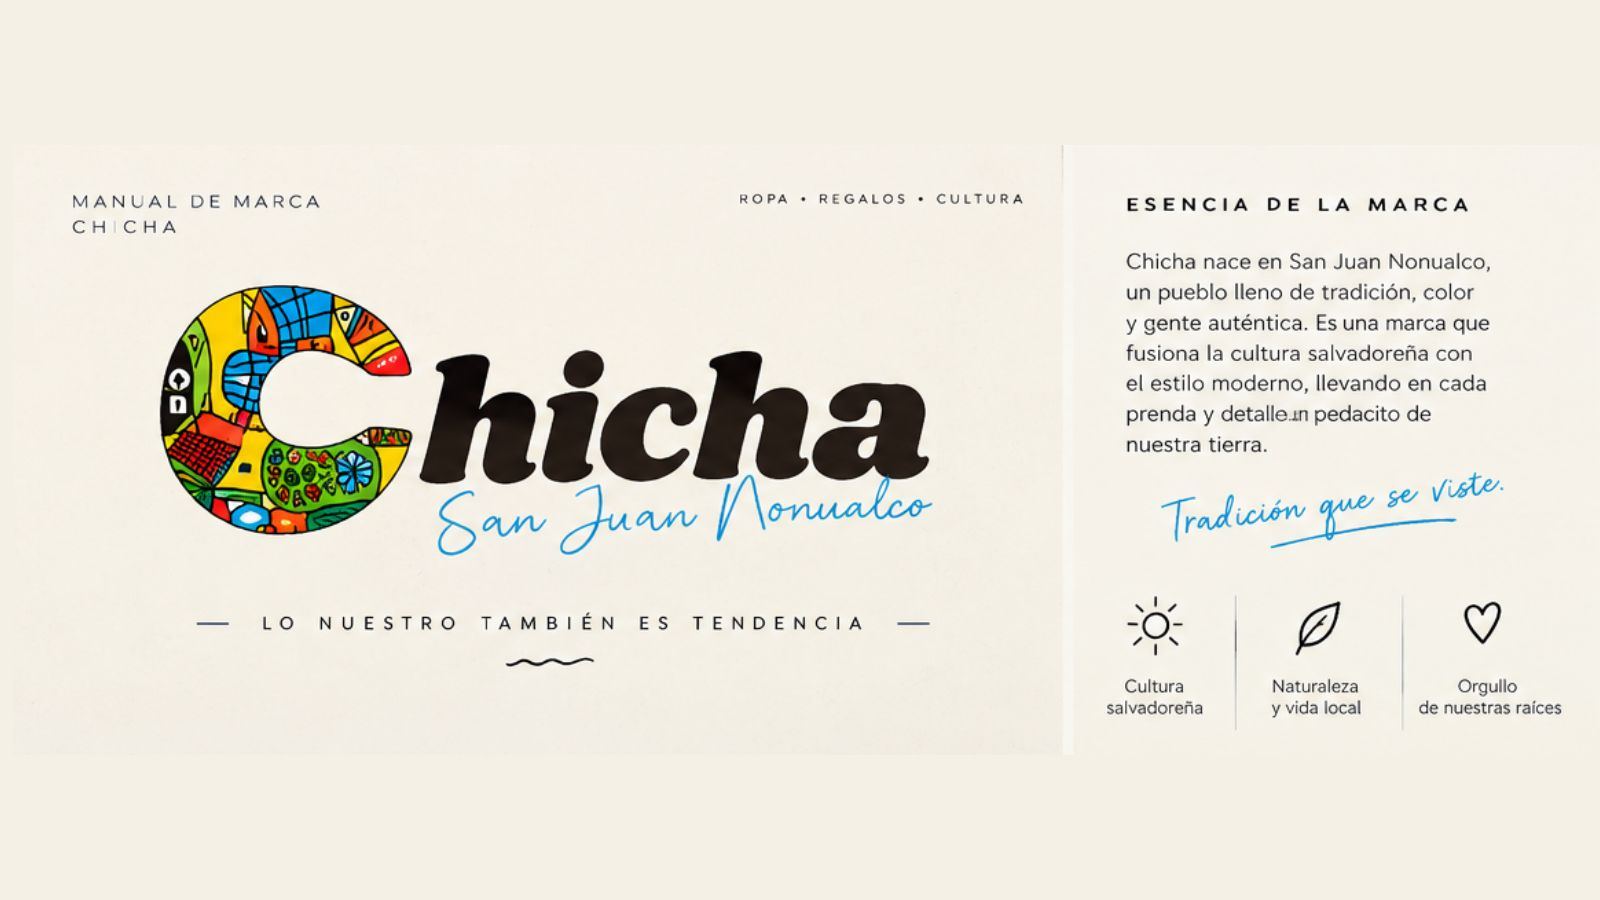 MANUAL DE MARCA
CHICHA
ROPA • REGALOS • CULTURA
Chicha
San Juan Nonualco
LO NUESTRO TAMBIÉN ES TENDENCIA
ESENCIA DE LA MARCA
Chicha nace en San Juan Nonualco,
un pueblo lleno de tradición, color
y gente auténtica. Es una marca que
fusiona la cultura salvadoreña con
el estilo moderno, llevando en cada
prenda y detalle pedacito de
nuestra tierra.
Tradición que se viste.
Cultura
salvadoreña
Naturaleza
y vida local
Orgullo
de nuestras raíces